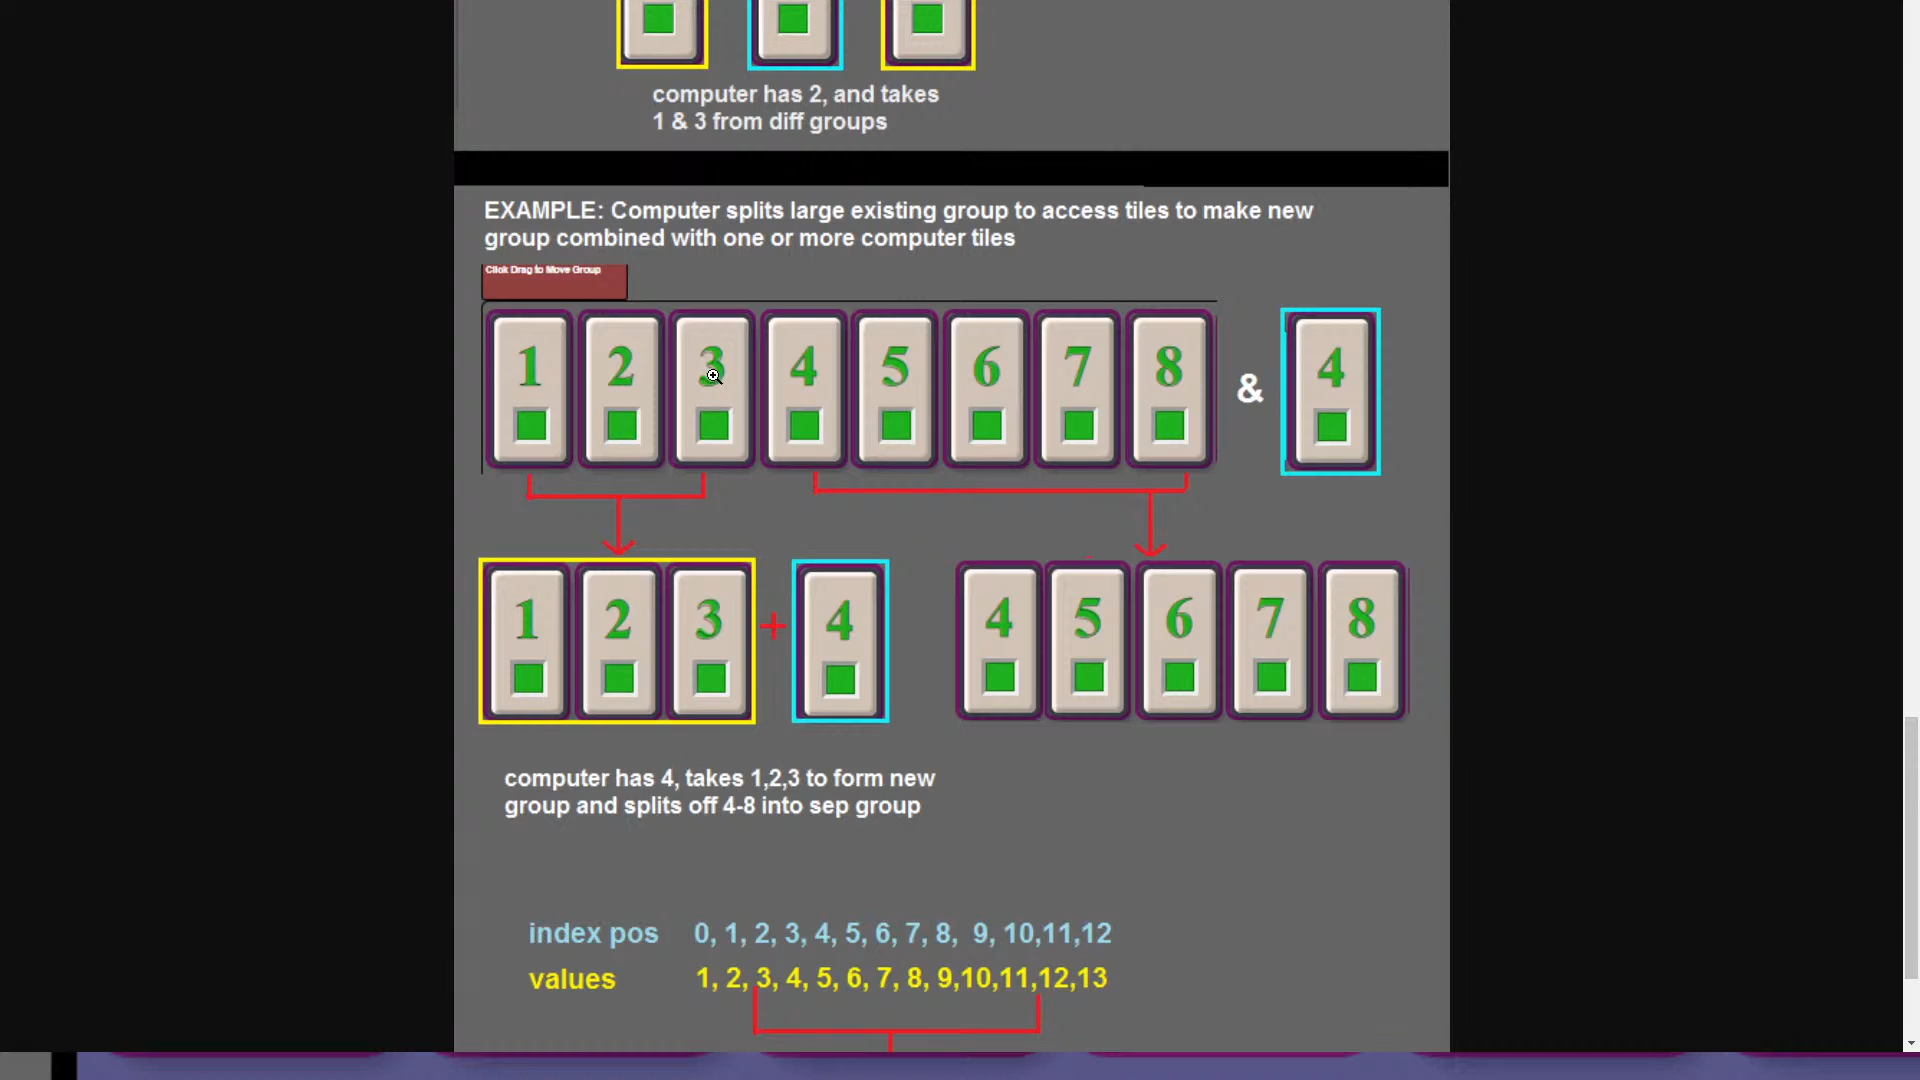 computer has 2, and takes
1 & 3 from diff groups
EXAMPLE: Computer splits large existing group to access tiles to make new
group combined with one or more computer tiles
Click Drag to Move Group
1 2 3 4 5 6 7 8 & 4
1 2 3 + 4 4 5 6 7 8
computer has 4, takes 1,2,3 to form new
group and splits off 4-8 into sep group
index pos 0, 1, 2, 3, 4, 5, 6, 7, 8, 9, 10,11,12
values 1, 2, 3, 4, 5, 6, 7, 8, 9,10,11,12,13